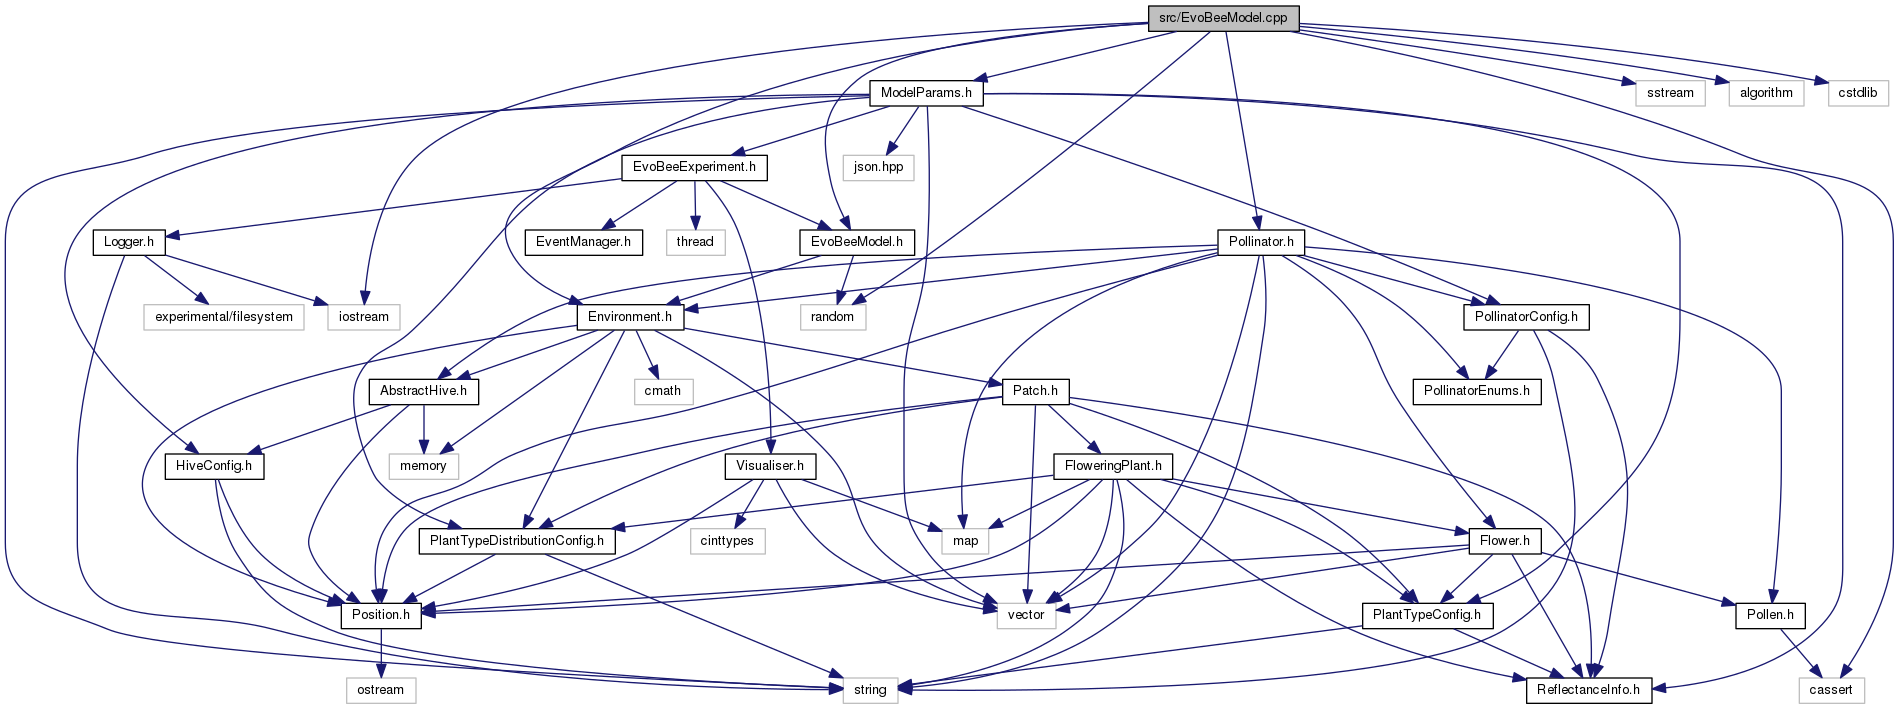 src/EvoBeeModel.cpp
ModelParams.h
sstream
algorithm
cstdlib
EvoBeeExperiment.h
json.hpp
Logger.h
EventManager.h
thread
EvoBeeModel.h
Pollinator.h
experimental/filesystem
iostream
Environment.h
random
PollinatorConfig.h
AbstractHive.h
cmath
Patch.h
PollinatorEnums.h
HiveConfig.h
memory
Visualiser.h
FloweringPlant.h
PlantTypeDistributionConfig.h
cinttypes
map
Flower.h
Position.h
vector
PlantTypeConfig.h
Pollen.h
ostream
string
ReflectanceInfo.h
cassert